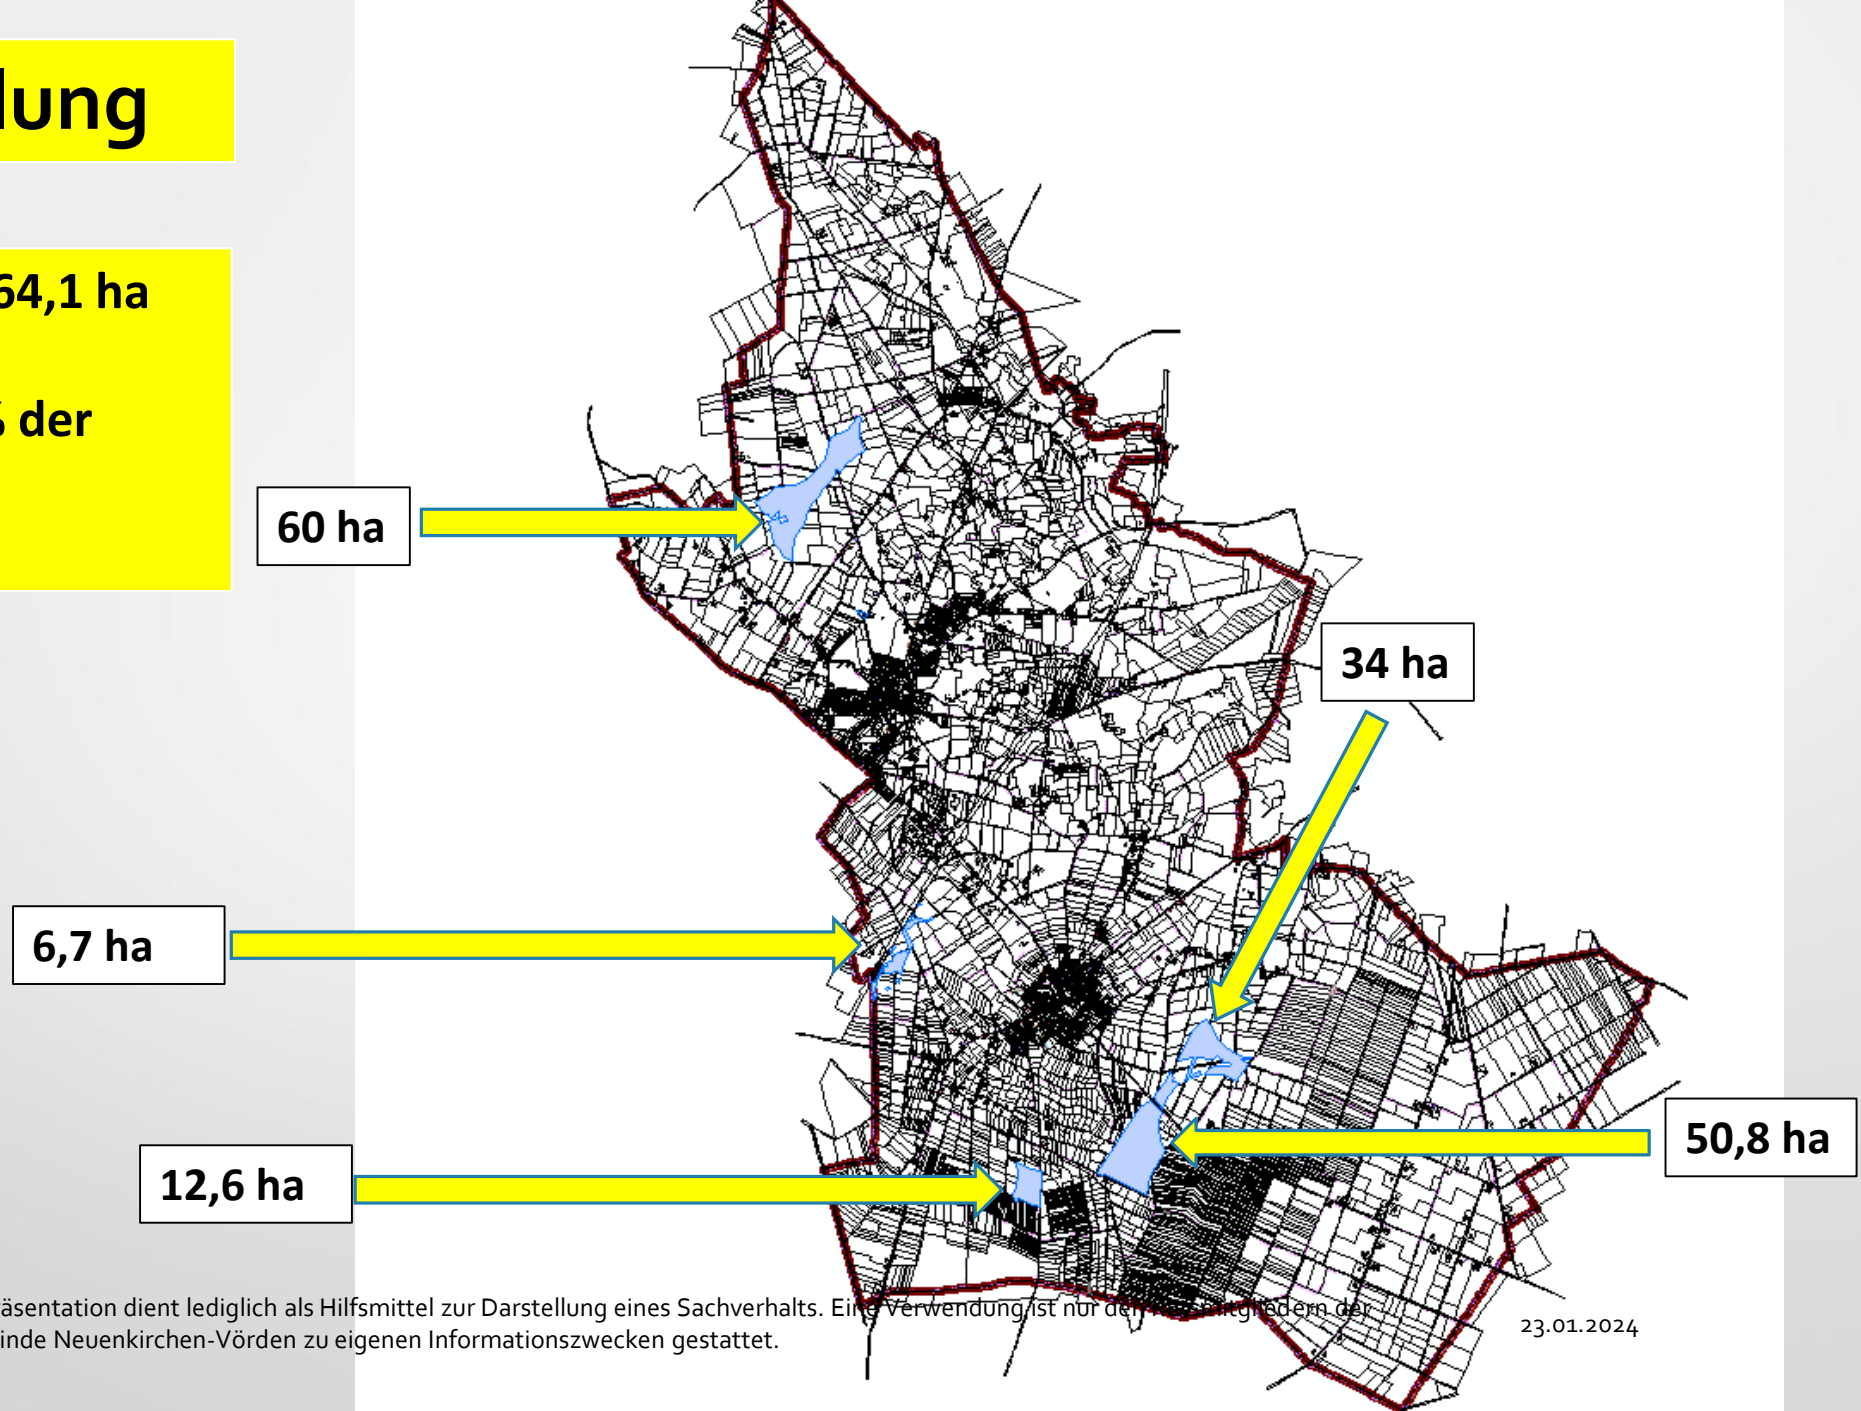 lung
64,1 ha
% der
60 ha
34 ha
6,7 ha
50,8 ha
12,6 ha
äsentation dient lediglich als Hilfsmittel zur Darstellung eines Sachverhalts. Eine Verwendung ist nur den Ratsmitgliedern der
inde Neuenkirchen-Vörden zu eigenen Informationszwecken gestattet.
23.01.2024